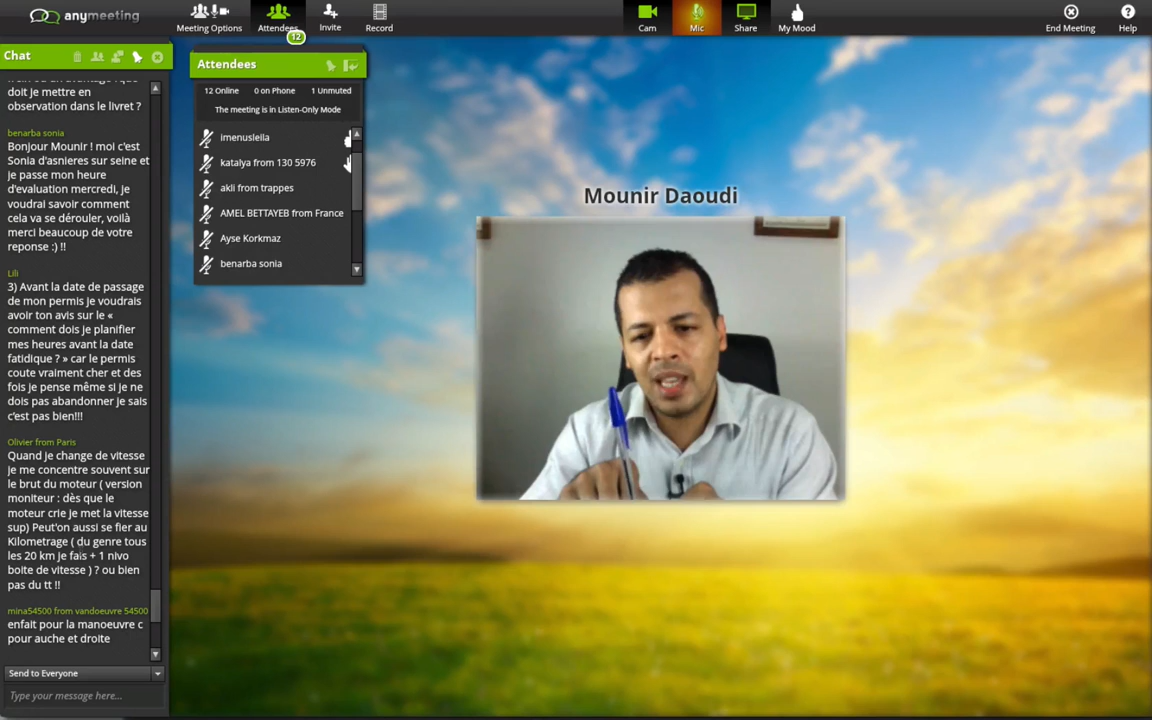 anymeeting
Meeting Options
Attendees
12
Invite
Record
Cam
Mic
Share
My Mood
End Meeting
Help
Chat
doit je mettre en
observation dans le livret ?
benarba sonia
Bonjour Mounir ! moi c'est
Sonia d'asnieres sur seine et
je passe mon heure
d'evaluation mercredi, je
voudrai savoir comment
cela va se dérouler, voilà
merci beaucoup de votre
reponse :) !!
Lili
3) Avant la date de passage
de mon permis je voudrais
avoir ton avis sur le «
comment dois je planifier
mes heures avant la date
fatidique ? » car le permis
coute vraiment cher et des
fois je pense même si je ne
dois pas abandonner je sais
c'est pas bien!!!
Olivier from Paris
Quand je change de vitesse
je me concentre souvent sur
le brut du moteur ( version
moniteur : dès que le
moteur crie je met la vitesse
sup) Peut'on aussi se fier au
Kilometrage ( du genre tous
les 20 km je fais + 1 nivo
boite de vitesse ) ? ou bien
pas du tt !!
mina54500 from vandoeuvre 54500
enfait pour la manoeuvre c
pour auche et droite
Send to Everyone
Type your message here...
Attendees
12 Online 0 on Phone 1 Unmuted
The meeting is in Listen-Only Mode
imenusleila
katalya from 130 5976
akli from trappes
AMEL BETTAYEB from France
Ayse Korkmaz
benarba sonia
Mounir Daoudi